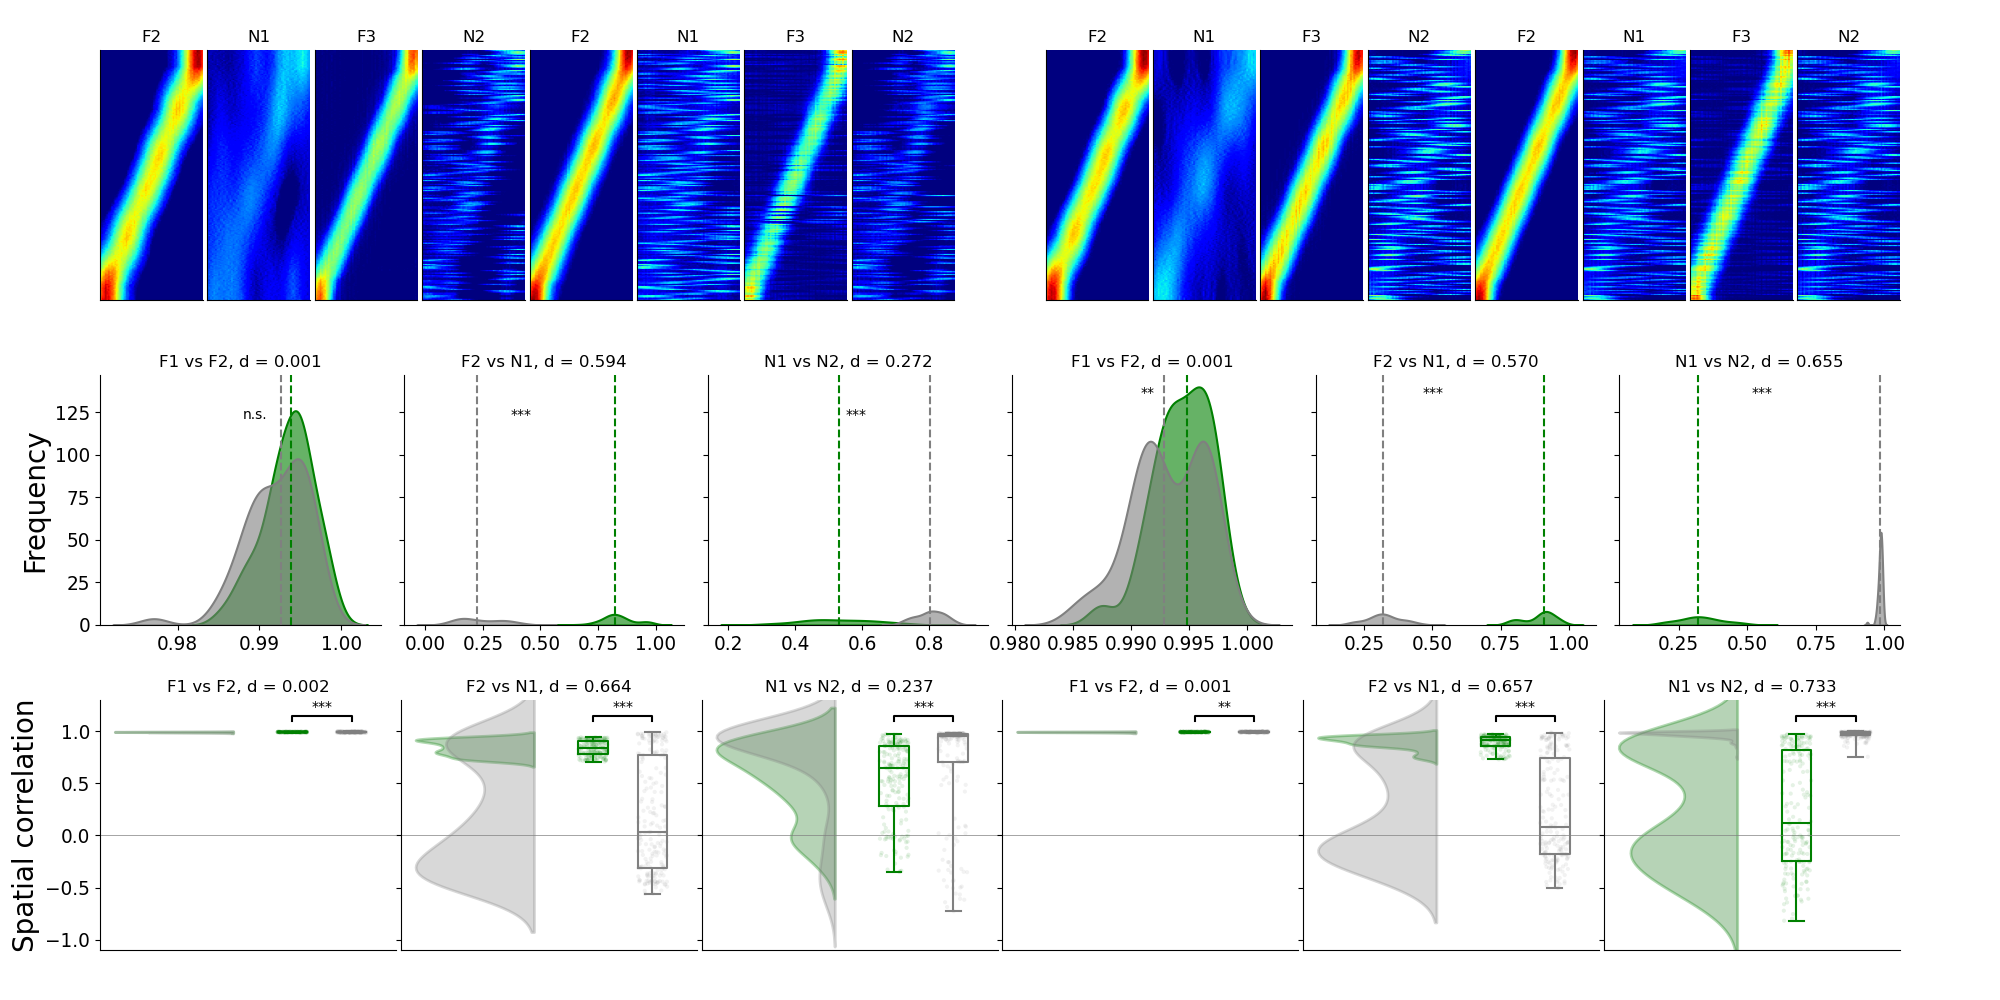 F2 N1 F3 N2 F2 N1 F3 N2 F2 N1 F3 N2 F2 N1 F3 N2
F1 vs F2, d = 0.001 F2 vs N1, d = 0.594 N1 vs N2, d = 0.272 F1 vs F2, d = 0.001 F2 vs N1, d = 0.570 N1 vs N2, d = 0.655
** *** ***
n.s. *** ***
Frequency
125
100
75
50
25
0
0.98 0.99 1.00 0.00 0.25 0.50 0.75 1.00 0.2 0.4 0.6 0.8 0.980 0.985 0.990 0.995 1.000 0.25 0.50 0.75 1.00 0.25 0.50 0.75 1.00
F1 vs F2, d = 0.002 F2 vs N1, d = 0.664 N1 vs N2, d = 0.237 F1 vs F2, d = 0.001 F2 vs N1, d = 0.657 N1 vs N2, d = 0.733
*** *** *** ** *** ***
Spatial correlation
1.0
0.5
0.0
−0.5
−1.0